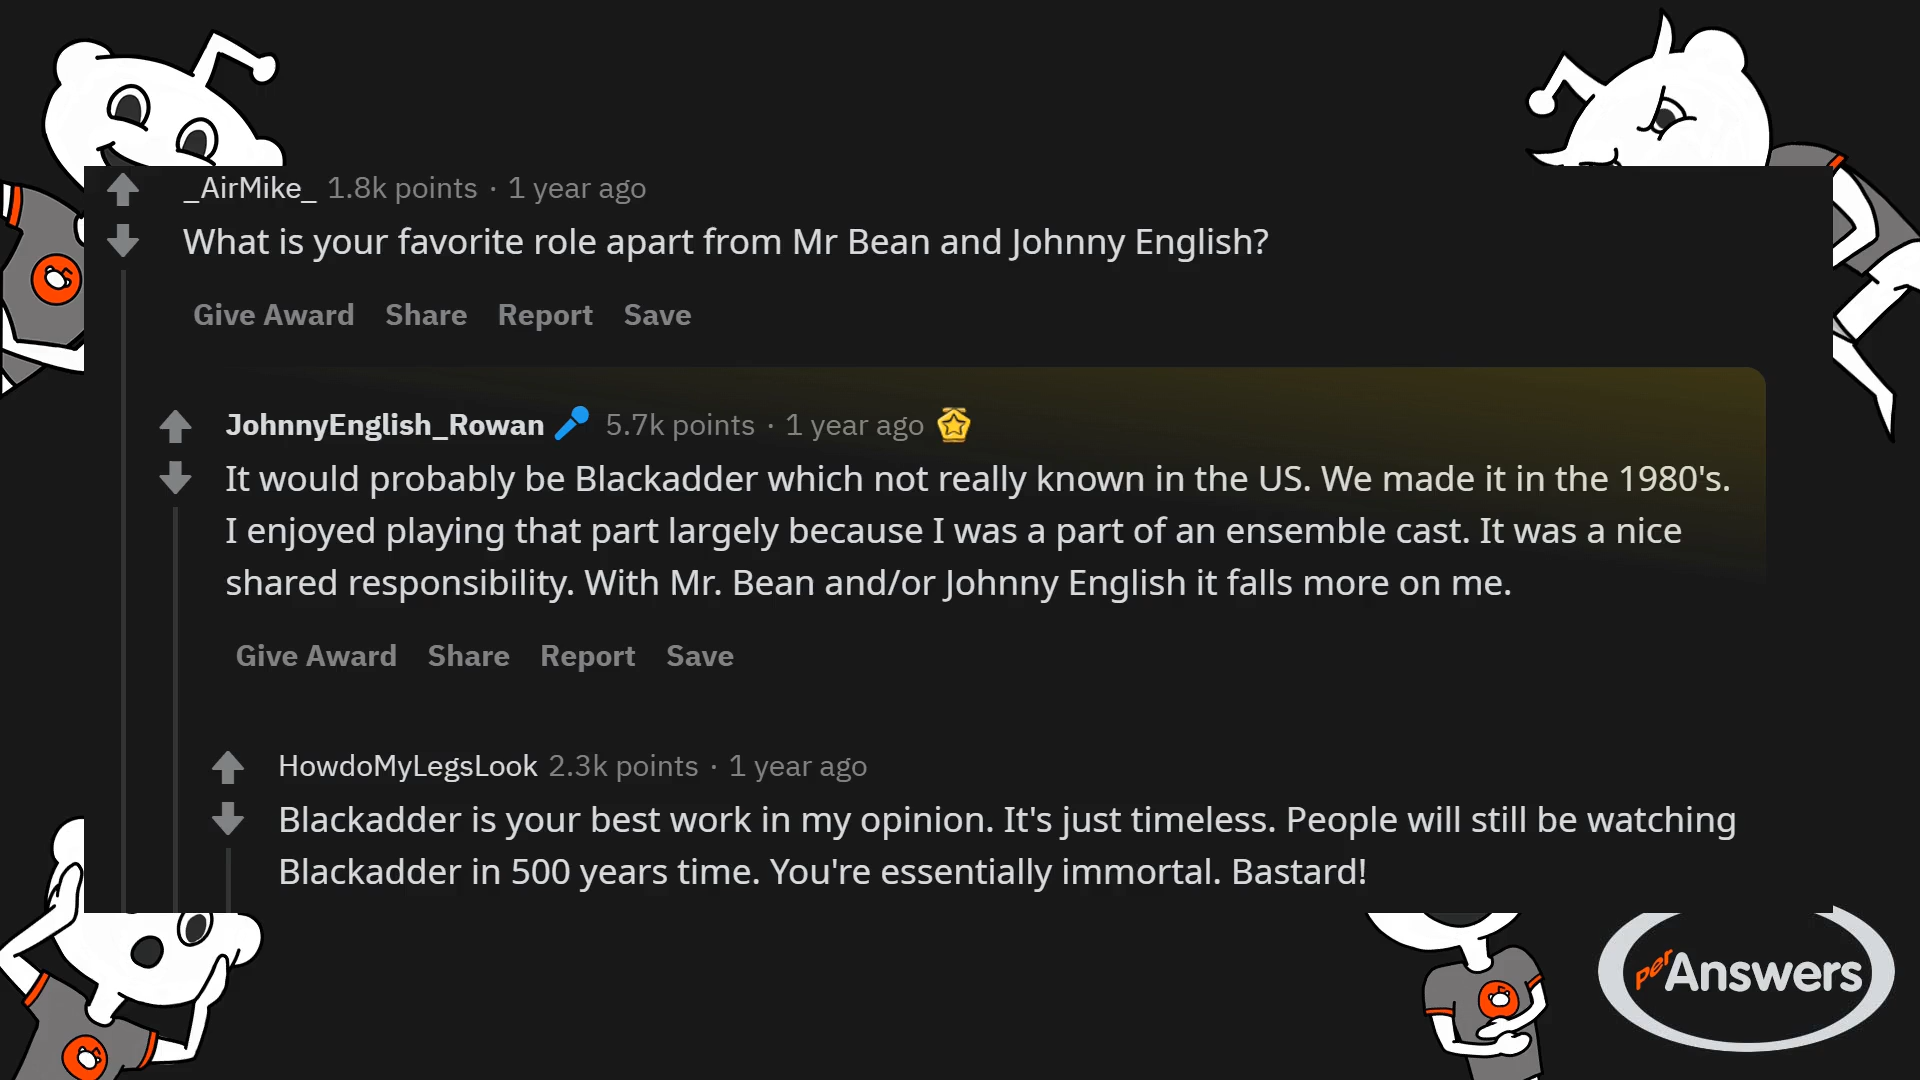 _AirMike_ 1.8k points · 1 year ago
What is your favorite role apart from Mr Bean and Johnny English?
Give Award Share Report Save
JohnnyEnglish_Rowan 5.7k points · 1 year ago
It would probably be Blackadder which not really known in the US. We made it in the 1980's.
I enjoyed playing that part largely because I was a part of an ensemble cast. It was a nice
shared responsibility. With Mr. Bean and/or Johnny English it falls more on me.
Give Award Share Report Save
HowdoMyLegsLook 2.3k points · 1 year ago
Blackadder is your best work in my opinion. It's just timeless. People will still be watching
Blackadder in 500 years time. You're essentially immortal. Bastard!
perAnswers